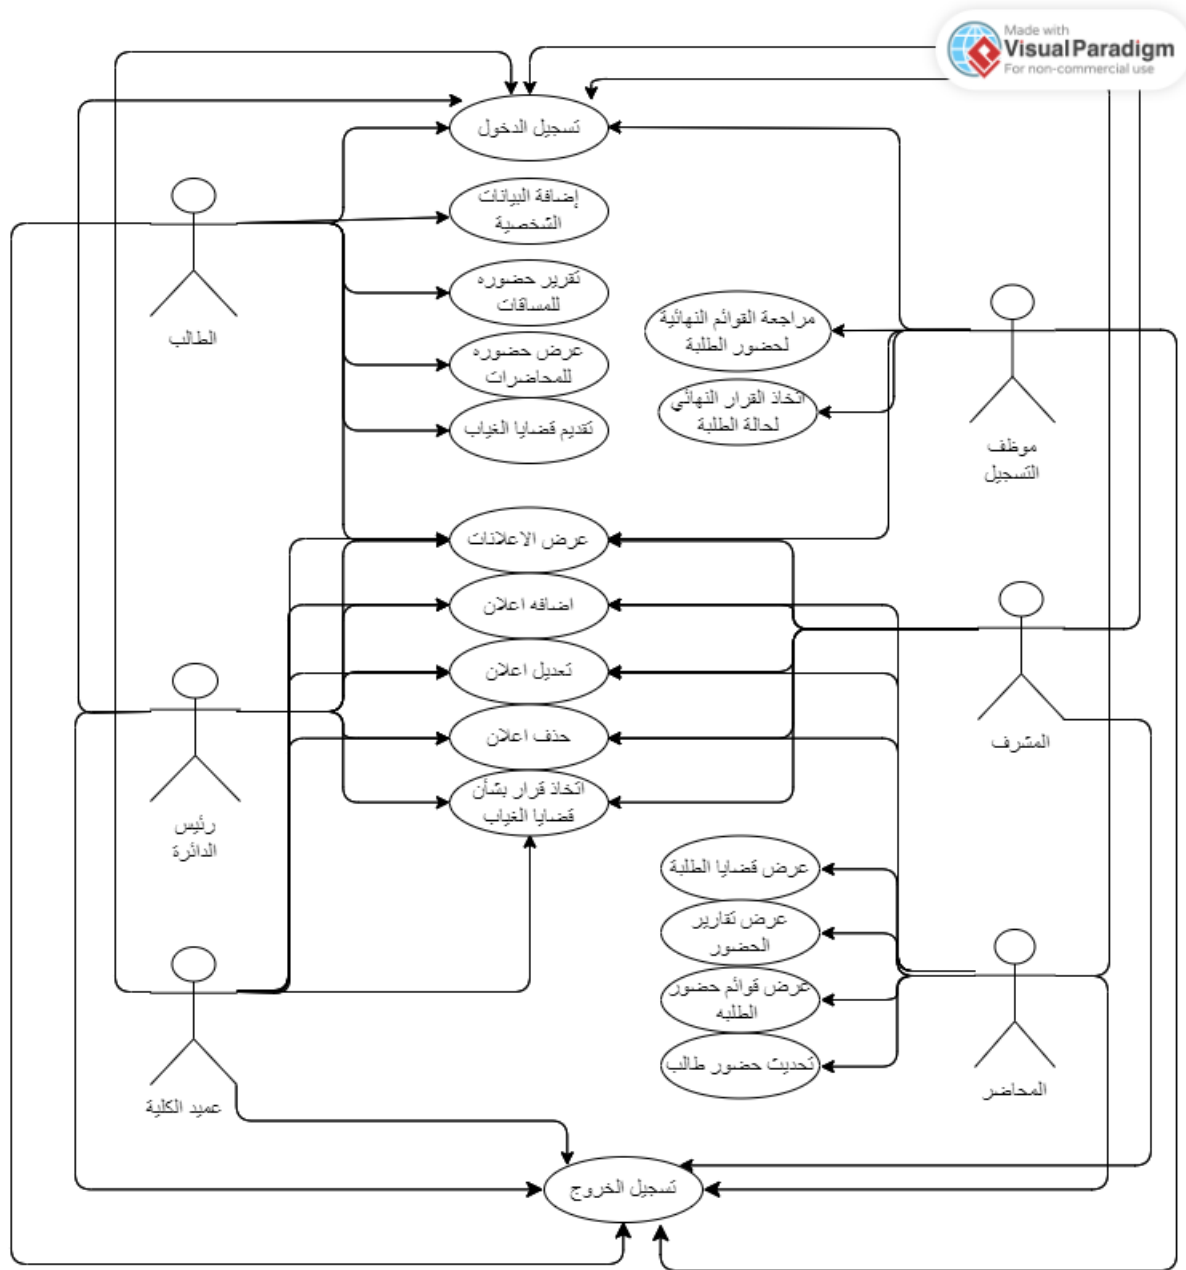 Made with
Visual Paradigm
For non-commercial use
تسجيل الدخول
إضافة البيانات
الشخصية
الطالب
تقرير حضوره
للمساقات
مراجعة القوائم النهائية
لحضور الطلبة
عرض حضوره
للمحاضرات
اتخاذ القرار النهائي
لحالة الطلبة
تقديم قضايا الغياب
موظف
التسجيل
عرض الاعلانات
اضافه اعلان
تعديل اعلان
حذف اعلان
المشرف
اتخاذ قرار بشأن
قضايا الغياب
رئيس
الدائرة
عرض قضايا الطلبة
عرض تقارير
الحضور
عرض قوائم حضور
الطلبه
تحديث حضور طالب
المحاضر
عميد الكلية
تسجيل الخروج